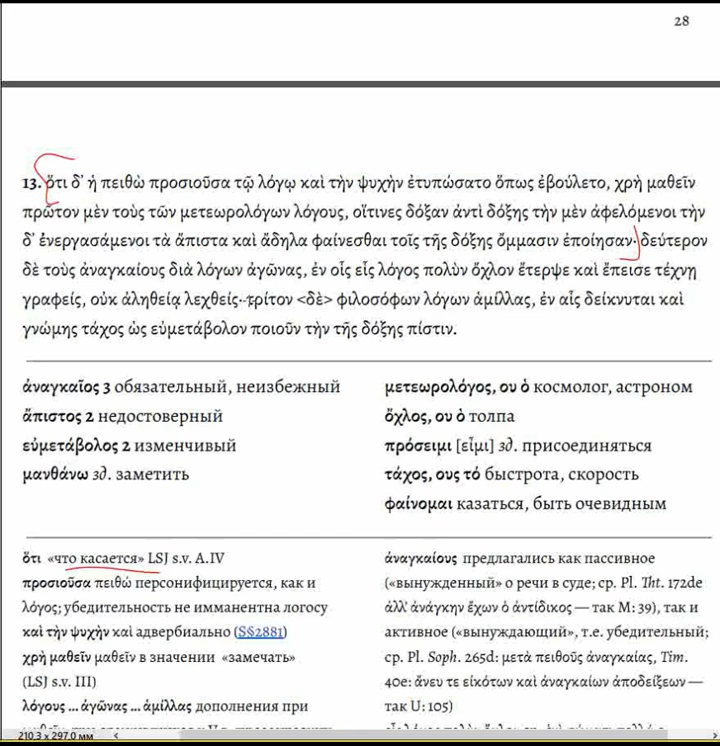 28
13. ὅτι δ’ ἡ πειθὼ προσιοῦσα τῷ λόγῳ καὶ τὴν ψυχὴν ἐτυπώσατο ὅπως ἐβούλετο, χρὴ μαθεῖν
πρῶτον μὲν τοὺς τῶν μετεωρολόγων λόγους, οἵτινες δόξαν ἀντὶ δόξης τὴν μὲν ἀφελόμενοι τὴν
δ’ ἐνεργασάμενοι τὰ ἄπιστα καὶ ἄδηλα φαίνεσθαι τοῖς τῆς δόξης ὄμμασιν ἐποίησαν· δεύτερον
δὲ τοὺς ἀναγκαίους διὰ λόγων ἀγῶνας, ἐν οἷς εἷς λόγος πολὺν ὄχλον ἔτερψε καὶ ἔπεισε τέχνῃ
γραφείς, οὐκ ἀληθείᾳ λεχθείς· τρίτον <δὲ> φιλοσόφων λόγων ἁμίλλας, ἐν αἷς δείκνυται καὶ
γνώμης τάχος ὡς εὐμετάβολον ποιοῦν τὴν τῆς δόξης πίστιν.
ἀναγκαῖος 3 обязательный, неизбежный
ἄπιστος 2 недостоверный
εὐμετάβολος 2 изменчивый
μανθάνω зд. заметить
μετεωρολόγος, ου ὁ космолог, астроном
ὄχλος, ου ὁ толпа
πρόσειμι [εἶμι] зд. присоединяться
τάχος, ους τό быстрота, скорость
φαίνομαι казаться, быть очевидным
ὅτι «что касается» LSJ s.v. A.IV
προσιοῦσα πειθώ персонифицируется, как и
λόγος; убедительность не имманентна логосу
καὶ τὴν ψυχὴν καὶ адвербиально (S§2881)
χρὴ μαθεῖν μαθεῖν в значении «замечать»
(LSJ s.v. III)
λόγους ... ἀγῶνας ... ἁμίλλας дополнения при
ἀναγκαίους предлагались как пассивное
(«вынужденный» о речи в суде; ср. Pl. Tht. 172de
ἀλλ’ ἀνάγκην ἔχων ὁ ἀντίδικος — так M: 39), так и
активное («вынуждающий», т.е. убедительный;
ср. Pl. Soph. 265d: μετὰ πειθοῦς ἀναγκαίας, Tim.
40e: ἄνευ τε εἰκότων καὶ ἀναγκαίων ἀποδείξεων —
так U: 105)
210,3 x 297,0 мм